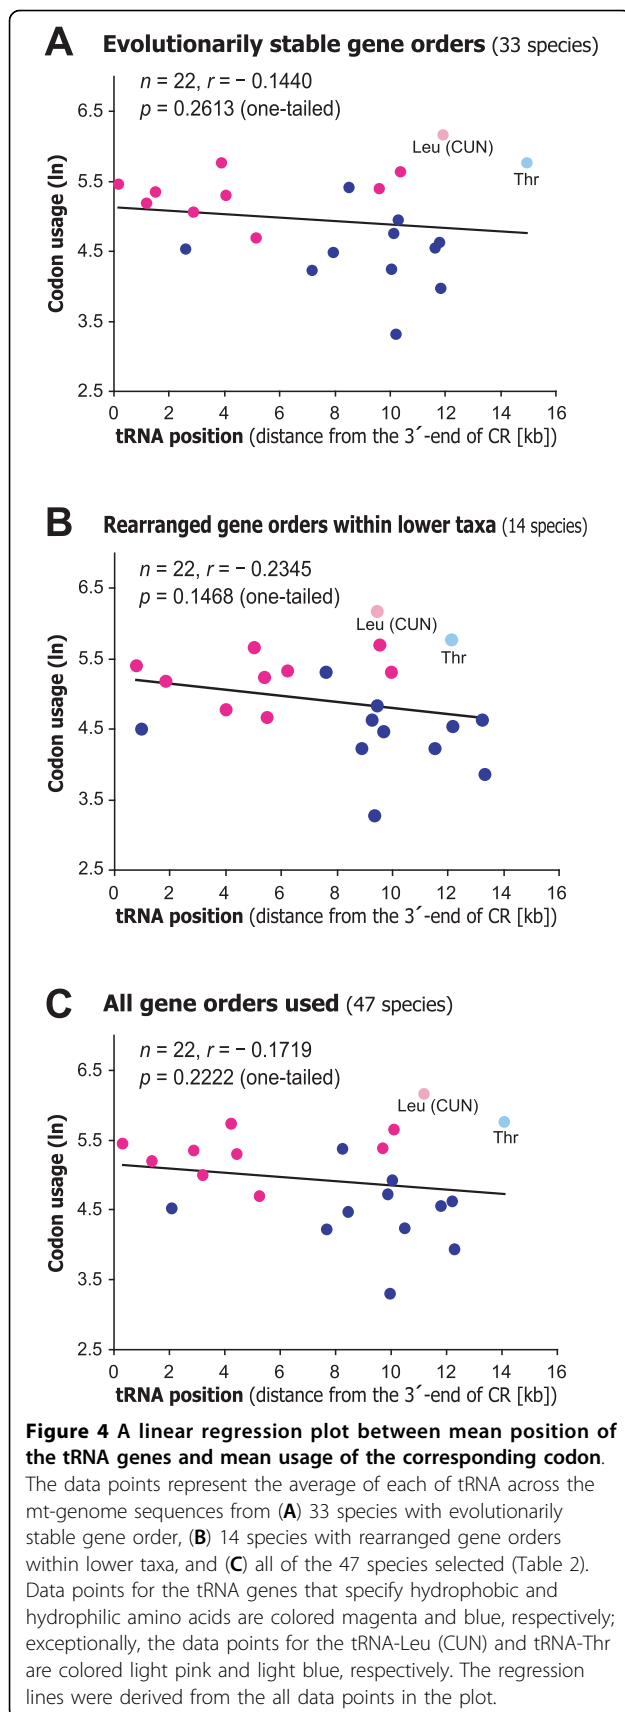 A Evolutionarily stable gene orders (33 species)
n = 22, r = − 0.1440
p = 0.2613 (one-tailed)
6.5
5.5
4.5
3.5
2.5
Codon usage (ln)
Leu (CUN)
Thr
0 2 4 6 8 10 12 14 16
tRNA position (distance from the 3´-end of CR [kb])
B Rearranged gene orders within lower taxa (14 species)
n = 22, r = − 0.2345
p = 0.1468 (one-tailed)
6.5
5.5
4.5
3.5
2.5
Codon usage (ln)
Leu (CUN)
Thr
0 2 4 6 8 10 12 14 16
tRNA position (distance from the 3´-end of CR [kb])
C All gene orders used (47 species)
n = 22, r = − 0.1719
p = 0.2222 (one-tailed)
6.5
5.5
4.5
3.5
2.5
Codon usage (ln)
Leu (CUN)
Thr
0 2 4 6 8 10 12 14 16
tRNA position (distance from the 3´-end of CR [kb])
Figure 4 A linear regression plot between mean position of
the tRNA genes and mean usage of the corresponding codon.
The data points represent the average of each of tRNA across the
mt-genome sequences from (A) 33 species with evolutionarily
stable gene order, (B) 14 species with rearranged gene orders
within lower taxa, and (C) all of the 47 species selected (Table 2).
Data points for the tRNA genes that specify hydrophobic and
hydrophilic amino acids are colored magenta and blue, respectively;
exceptionally, the data points for the tRNA-Leu (CUN) and tRNA-Thr
are colored light pink and light blue, respectively. The regression
lines were derived from the all data points in the plot.